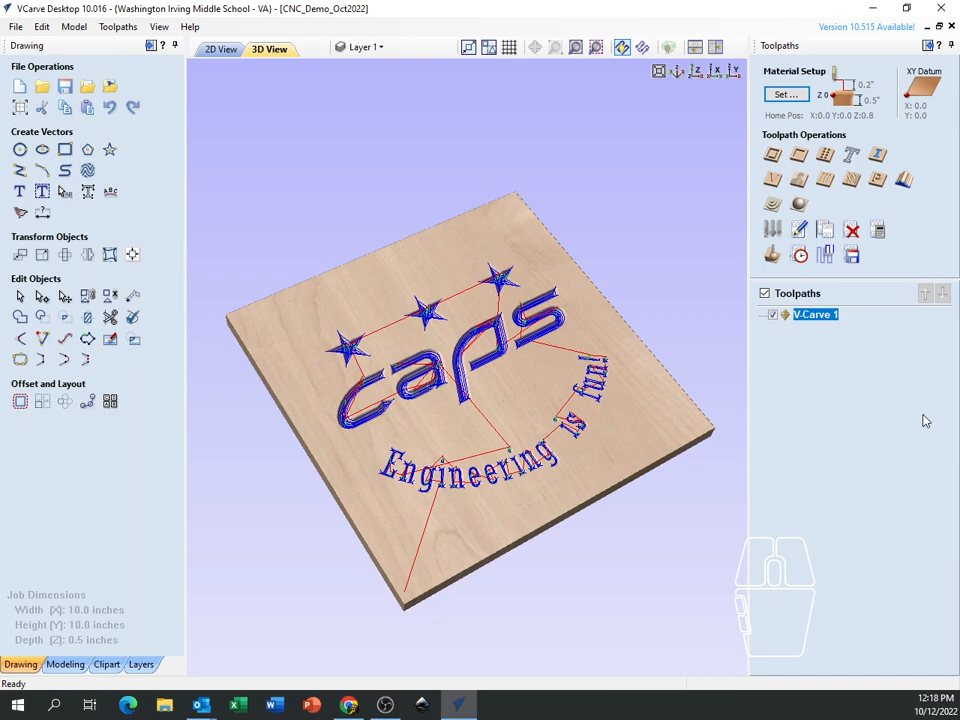 VCarve Desktop 10.016 - {Washington Irving Middle School - VA} - [CNC_Demo_Oct2022]
File Edit Model Toolpaths View Help
Version 10.515 Available!
Drawing
2D View 3D View Layer 1
Toolpaths
File Operations
Create Vectors
Transform Objects
Edit Objects
Offset and Layout
Job Dimensions
Width [X]: 10.0 inches
Height [Y]: 10.0 inches
Depth [Z]: 0.5 inches
Drawing Modeling Clipart Layers
Ready
caps
Engineering is fun!
Material Setup
Set ...
Z 0
0.2"
0.5"
XY Datum
X: 0.0
Y: 0.0
Home Pos: X:0.0 Y:0.0 Z:0.8
Toolpath Operations
Toolpaths
V-Carve 1
12:18 PM
10/12/2022